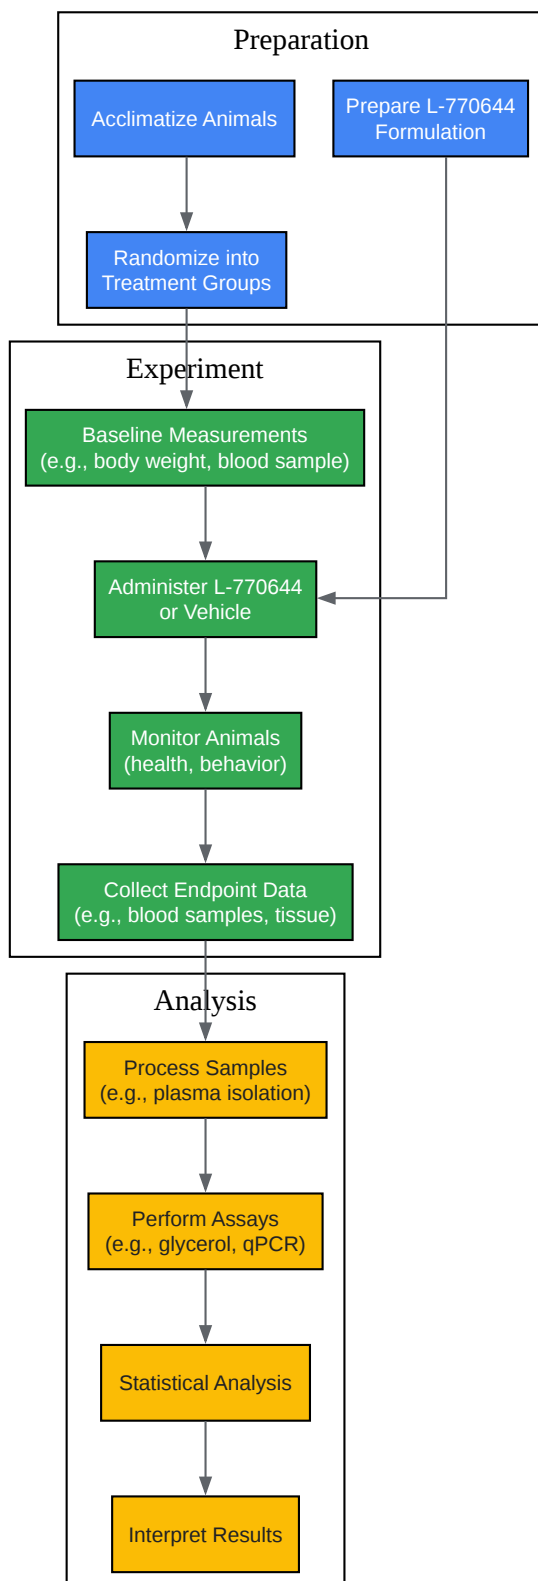 Preparation
Acclimatize Animals
Prepare L-770644
Formulation
Randomize into
Treatment Groups
Experiment
Baseline Measurements
(e.g., body weight, blood sample)
Administer L-770644
or Vehicle
Monitor Animals
(health, behavior)
Collect Endpoint Data
(e.g., blood samples, tissue)
Analysis
Process Samples
(e.g., plasma isolation)
Perform Assays
(e.g., glycerol, qPCR)
Statistical Analysis
Interpret Results